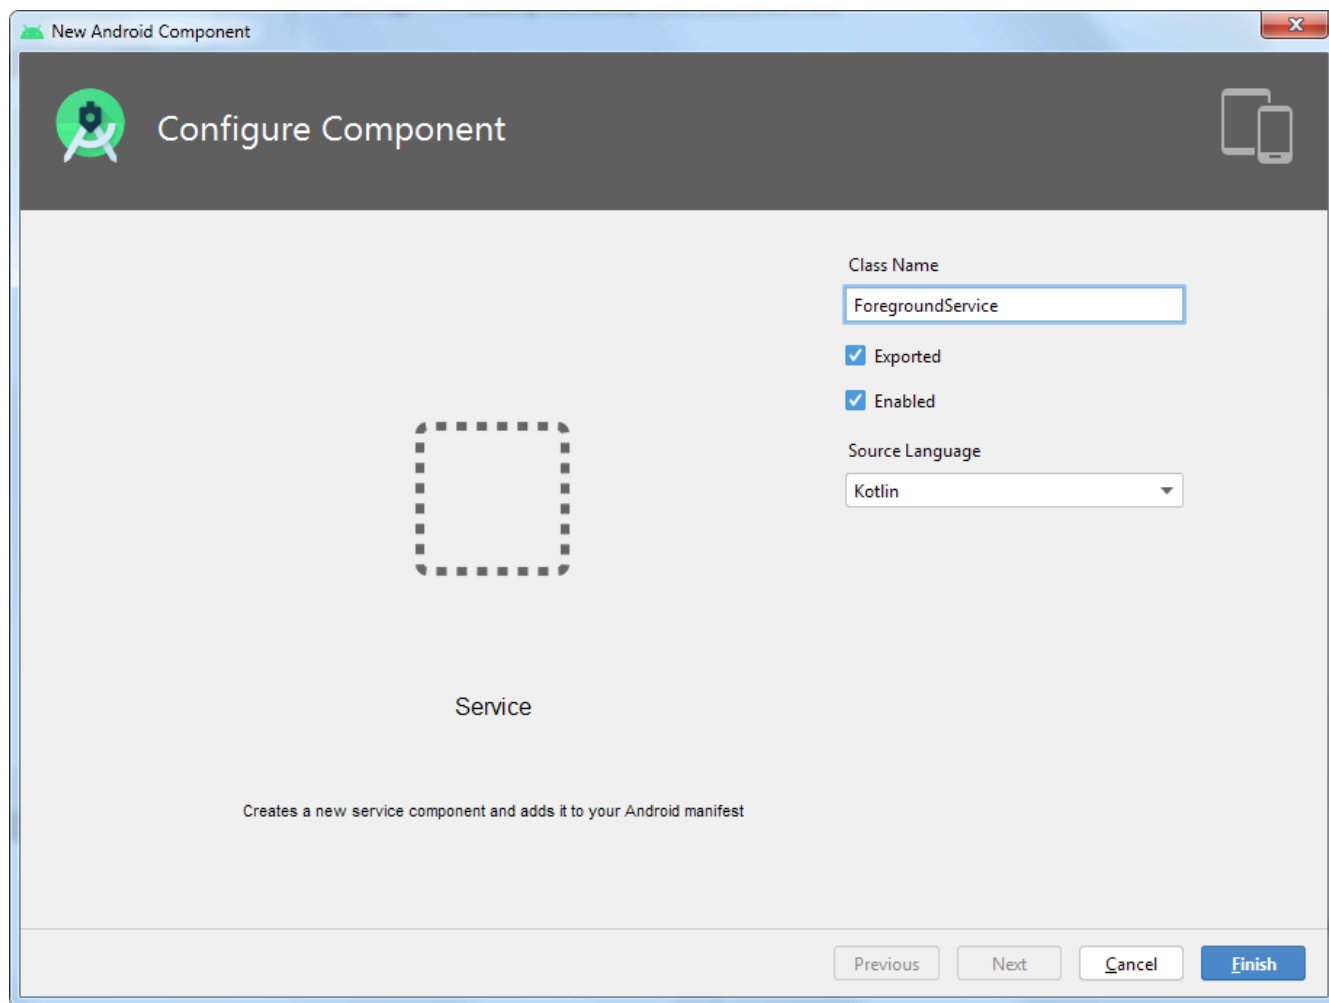 New Android Component
Configure Component
Class Name
ForegroundService
Exported
Enabled
Source Language
Kotlin
Service
Creates a new service component and adds it to your Android manifest
Previous Next Cancel Finish